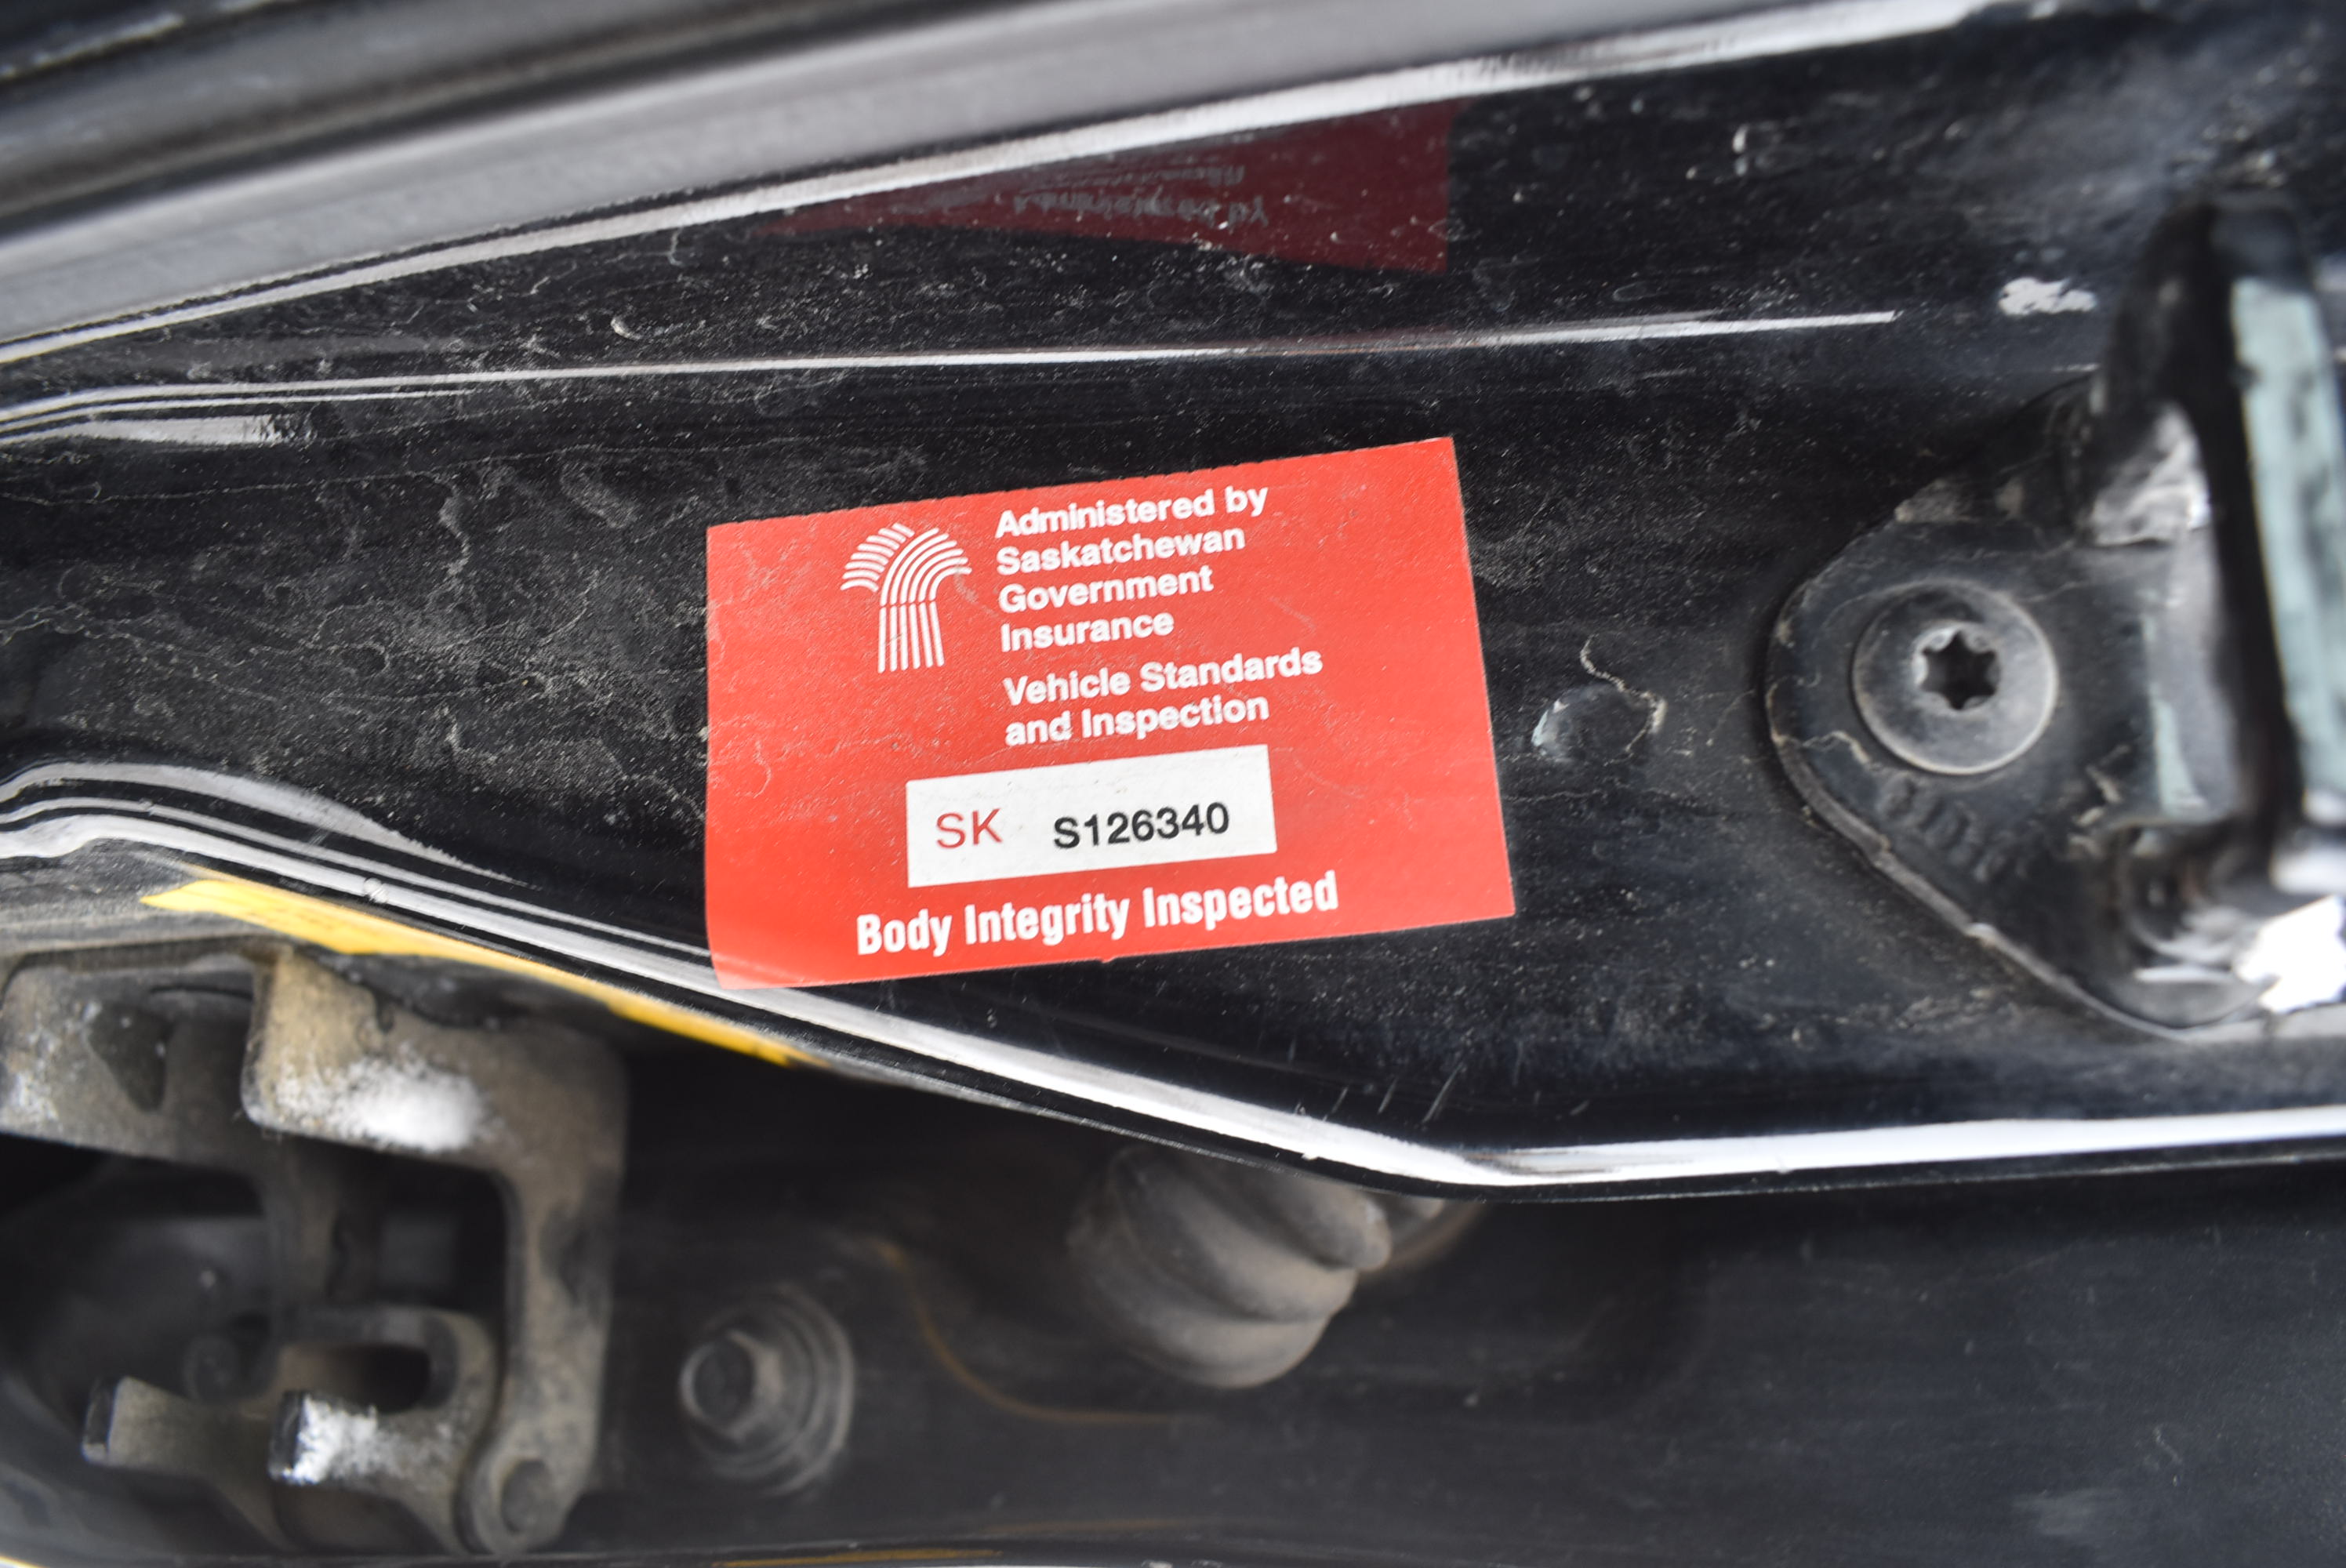 Administered by
Saskatchewan
Government
Insurance
Vehicle Standards
and Inspection
SK S126340
Body Integrity Inspected